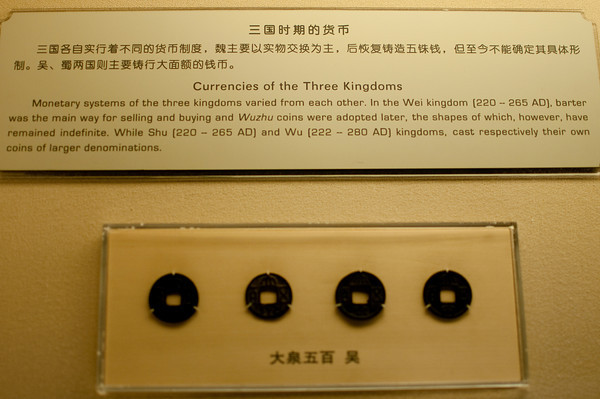 三国时期的货币
三国各自实行着不同的货币制度，魏主要以实物交换为主，后恢复铸造五铢钱，但至今不能确定其具体形
制。吴、蜀两国则主要铸行大面额的钱币。
Currencies of the Three Kingdoms
Monetary systems of the three kingdoms varied from each other. In the Wei kingdom (220 – 265 AD), barter
was the main way for selling and buying and Wuzhu coins were adopted later, the shapes of which, however, have
remained indefinite. While Shu (220 – 265 AD) and Wu (222 – 280 AD) kingdoms, cast respectively their own
coins of larger denominations.
大泉五百 吴